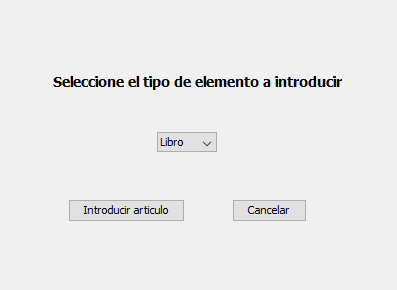 Seleccione el tipo de elemento a introducir
Libro
Introducir articulo
Cancelar